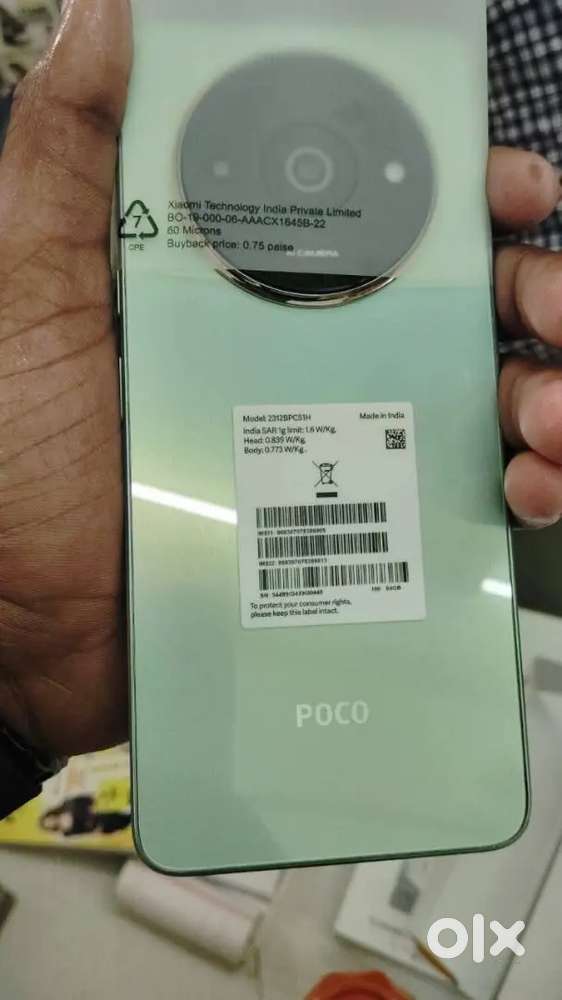 Xiaomi Technology India Private Limited
BO-19-000-06-AAACX1645B-22
7
60 Microns
CPE
Buyback price: 0.75 paise
AI CAMERA
Model: 2312BPC51H
Made in India
India SAR 1g limit: 1.6 W/Kg.
Head: 0.839 W/Kg.
Body: 0.773 W/Kg.
To protect your consumer rights,
please keep this label intact.
POCO
olx